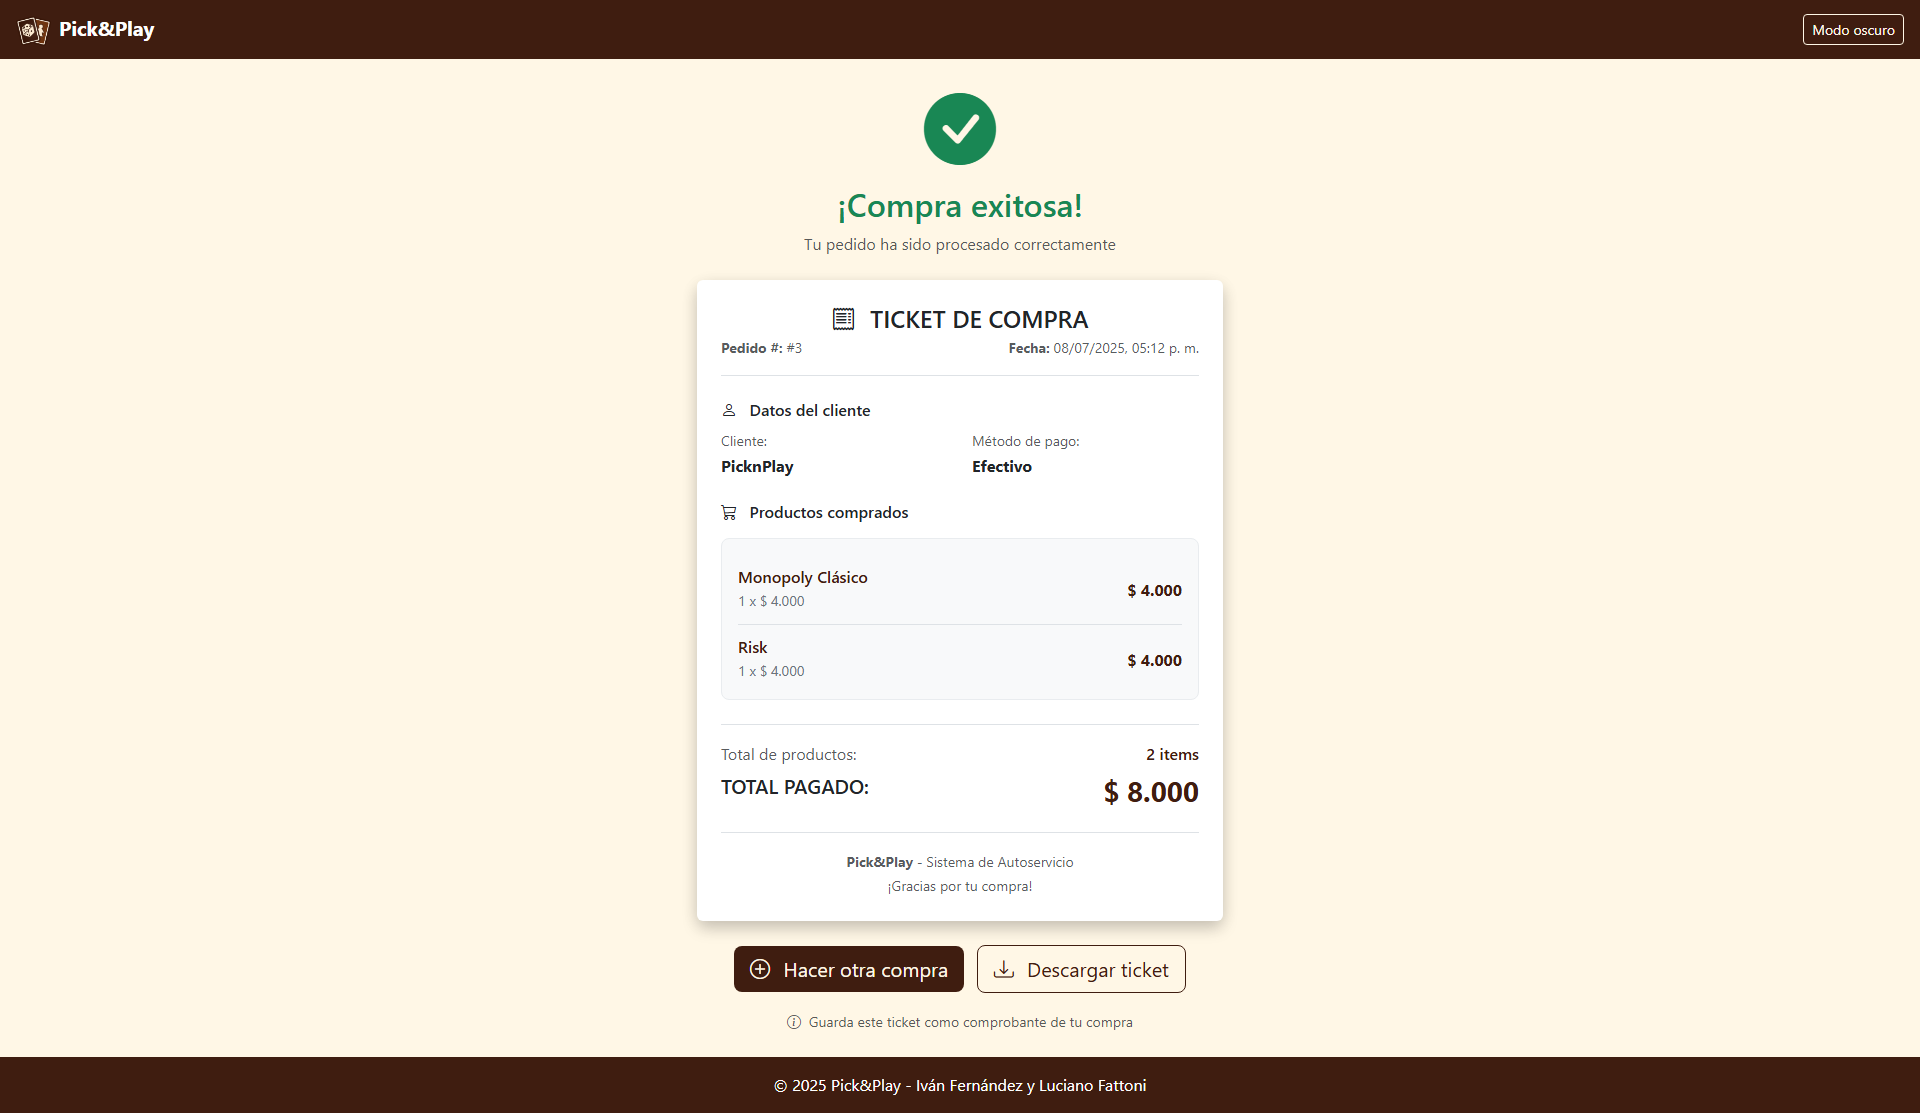 Pick&Play
Modo oscuro
¡Compra exitosa!
Tu pedido ha sido procesado correctamente
TICKET DE COMPRA
Pedido #: #3
Fecha: 08/07/2025, 05:12 p. m.
Datos del cliente
Cliente:
PicknPlay
Método de pago:
Efectivo
Productos comprados
Monopoly Clásico
1 x $ 4.000
$ 4.000
Risk
1 x $ 4.000
$ 4.000
Total de productos:
2 items
TOTAL PAGADO:
$ 8.000
Pick&Play - Sistema de Autoservicio
¡Gracias por tu compra!
Hacer otra compra
Descargar ticket
Guarda este ticket como comprobante de tu compra
© 2025 Pick&Play - Iván Fernández y Luciano Fattoni